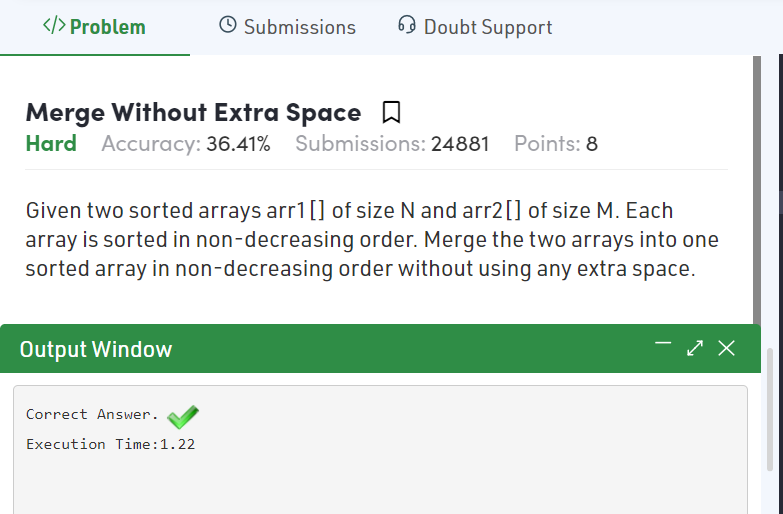 </> Problem Submissions Doubt Support
Merge Without Extra Space
Hard Accuracy: 36.41% Submissions: 24881 Points: 8
Given two sorted arrays arr1[] of size N and arr2[] of size M. Each
array is sorted in non-decreasing order. Merge the two arrays into one
sorted array in non-decreasing order without using any extra space.
Output Window
Correct Answer.
Execution Time:1.22